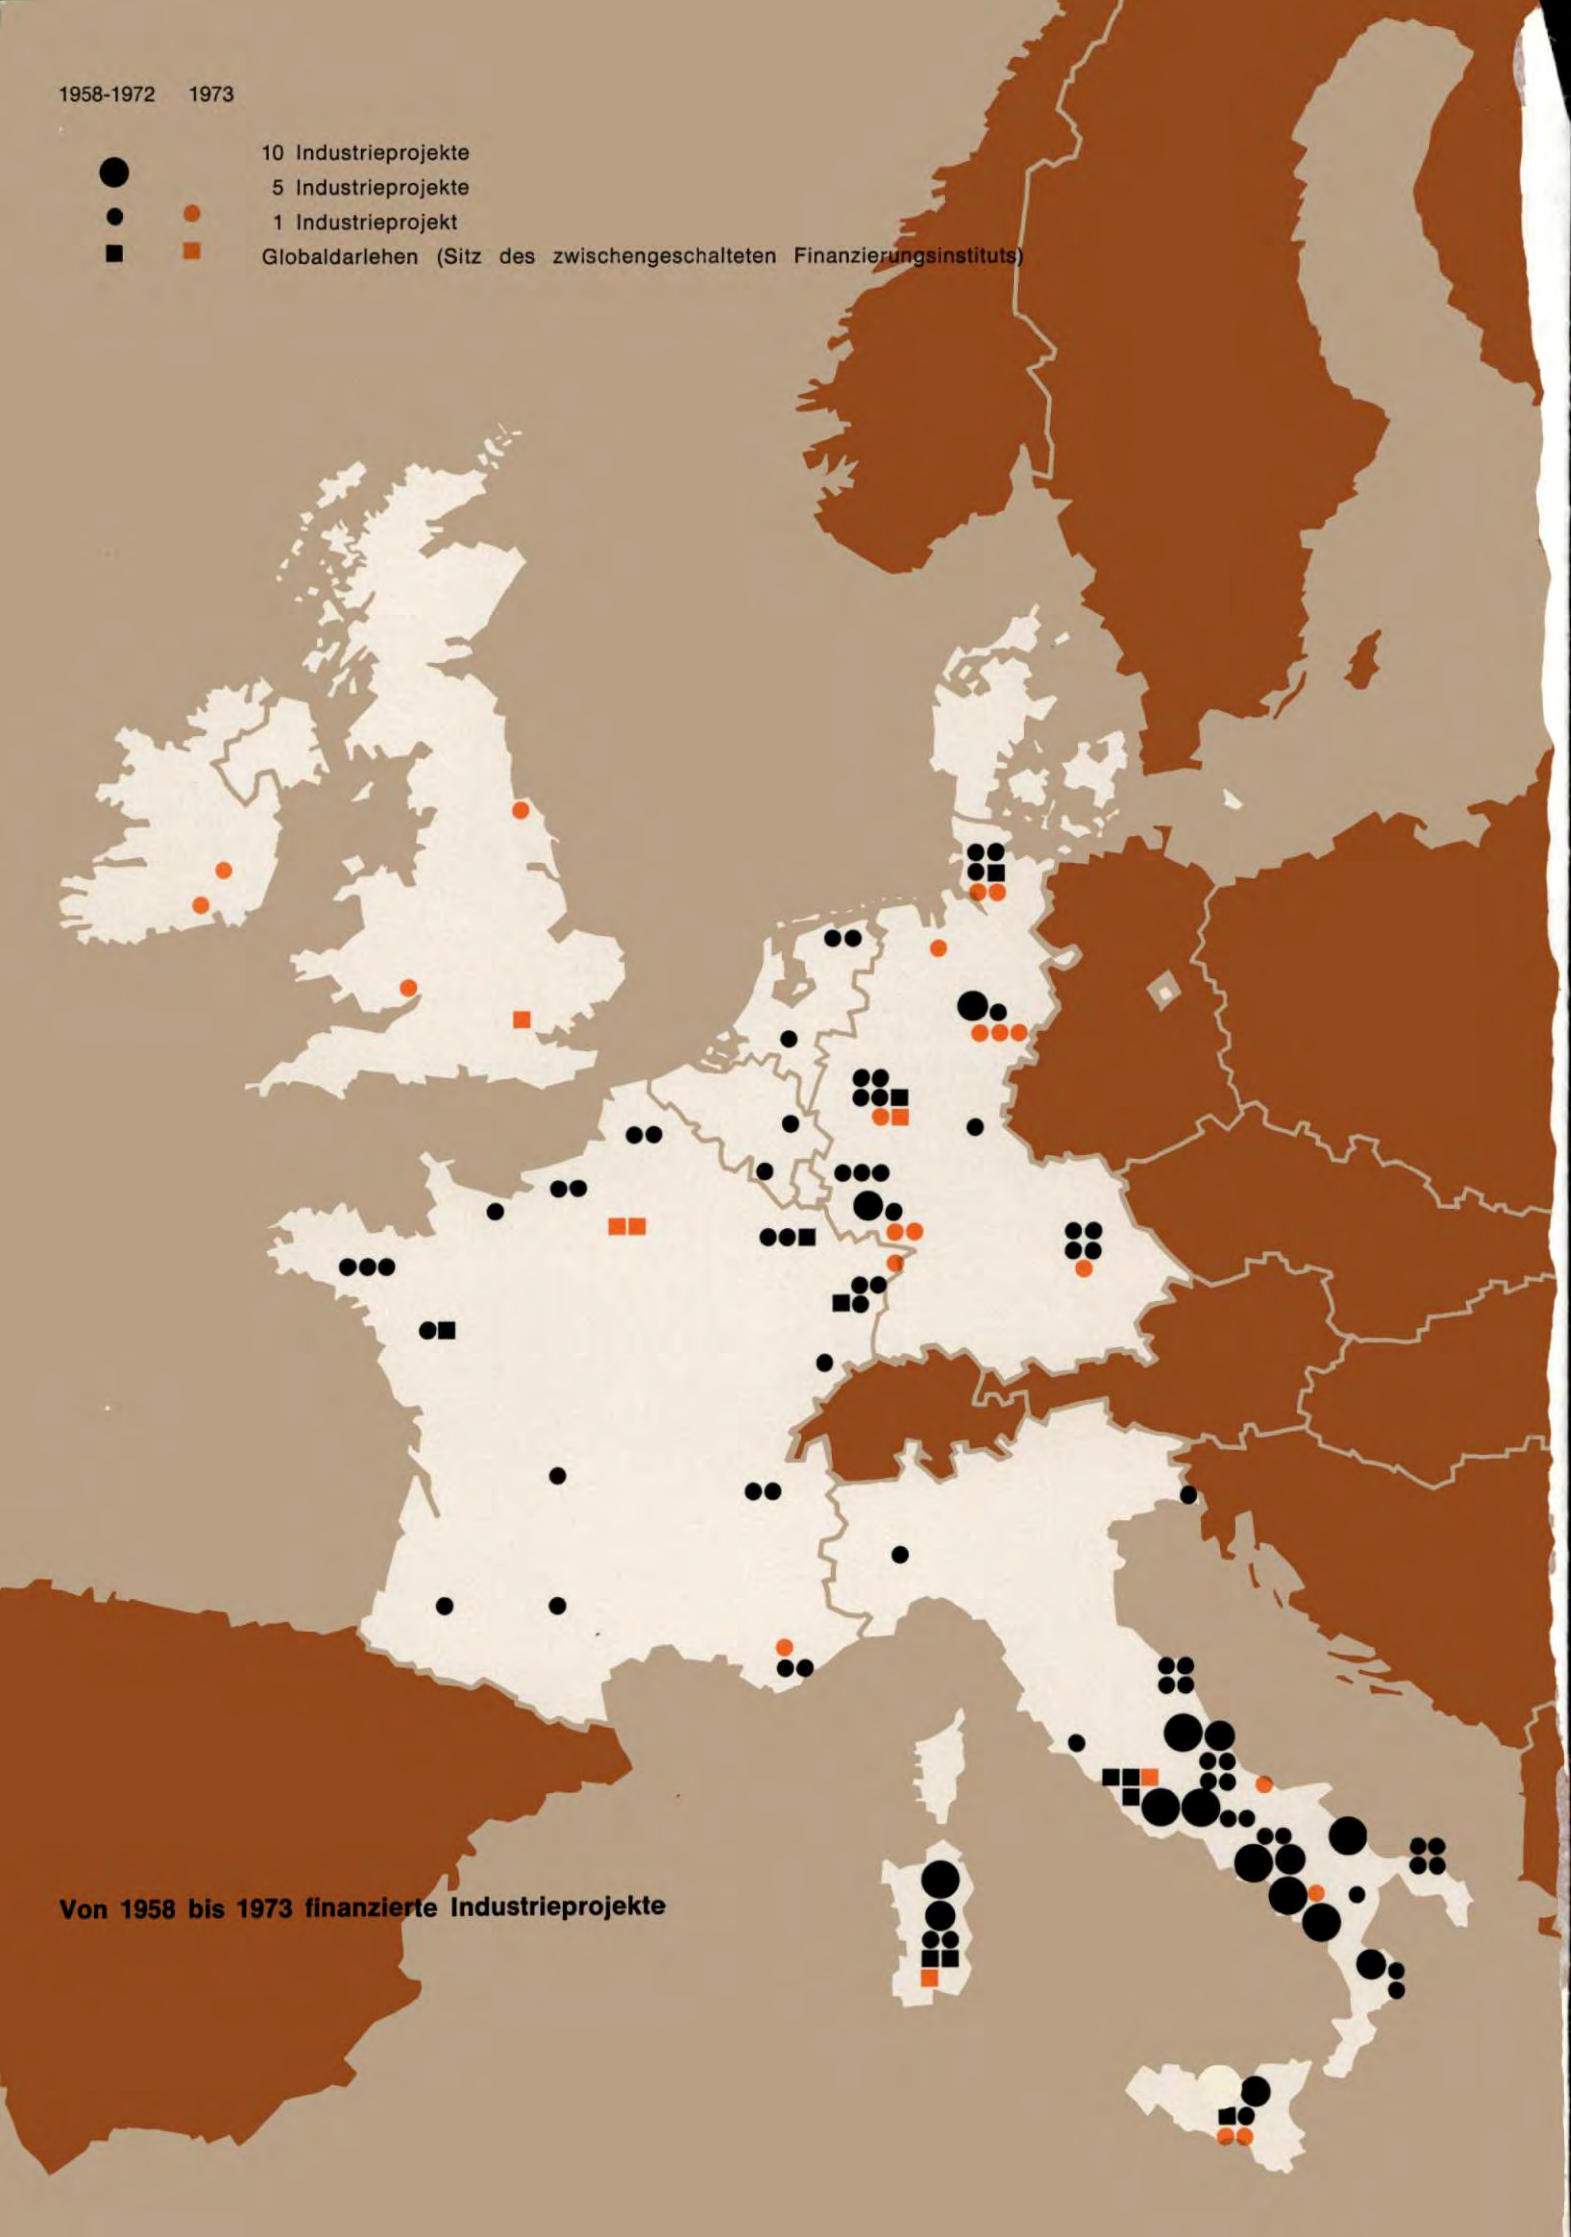 1958-1972 1973
10 Industrieprojekte
5 Industrieprojekte
1 Industrieprojekt
Globaldarlehen (Sitz des zwischengeschalteten Finanzierungsinstituts)
Von 1958 bis 1973 finanzierte Industrieprojekte